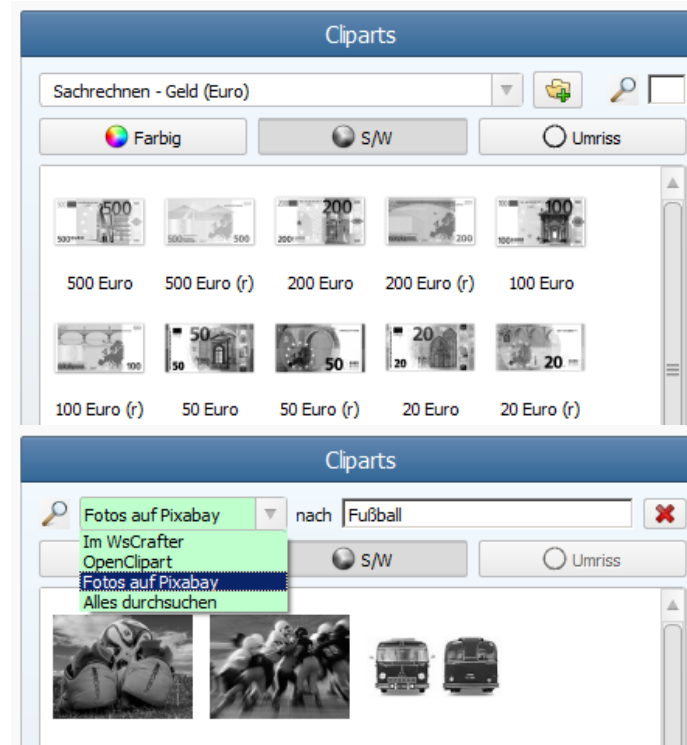 Cliparts
Sachrechnen - Geld (Euro)
Farbig S/W Umriss
500 Euro 500 Euro (r) 200 Euro 200 Euro (r) 100 Euro
100 Euro (r) 50 Euro 50 Euro (r) 20 Euro 20 Euro (r)
Cliparts
Fotos auf Pixabay nach Fußball
Im WsCrafter
OpenClipart
Fotos auf Pixabay
Alles durchsuchen
S/W Umriss